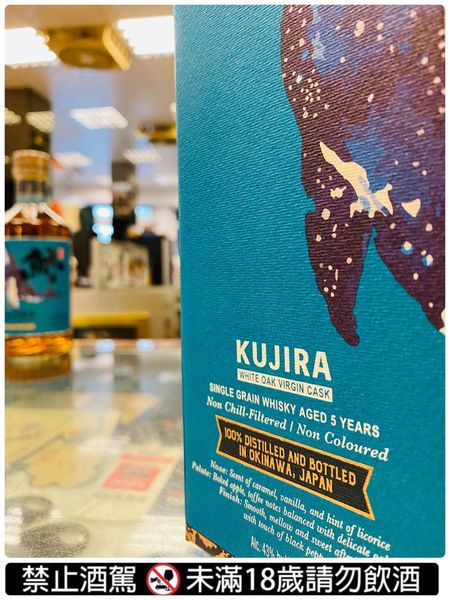 KUJIRA
WHITE OAK VIRGIN CASK
SINGLE GRAIN WHISKY AGED 5 YEARS
Non Chill-Filtered / Non Coloured
100% DISTILLED AND BOTTLED
IN OKINAWA, JAPAN
Nose: Scent of caramel, vanilla, and hint of licorice
Palate: Baked apple, toffee notes balanced with delicate
Finish: Smooth, mellow and sweet
with touch of black
Alc. 43%
禁止酒駕 未滿18歲請勿飲酒